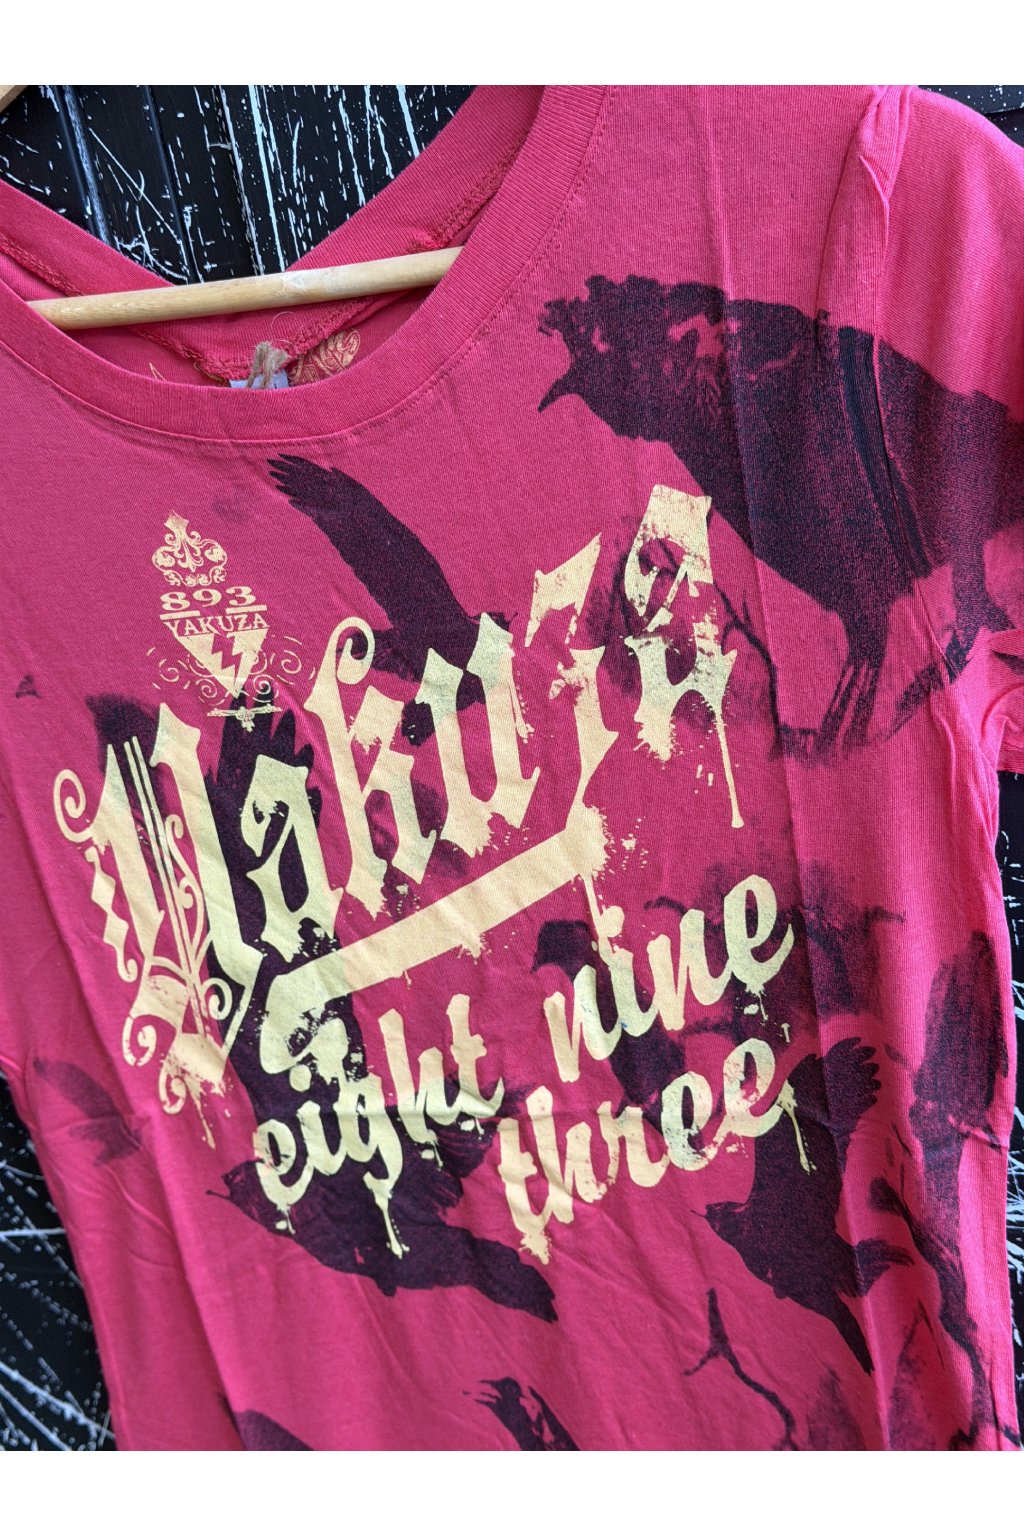 893
YAKUZA
Yakuza
eight nine
three